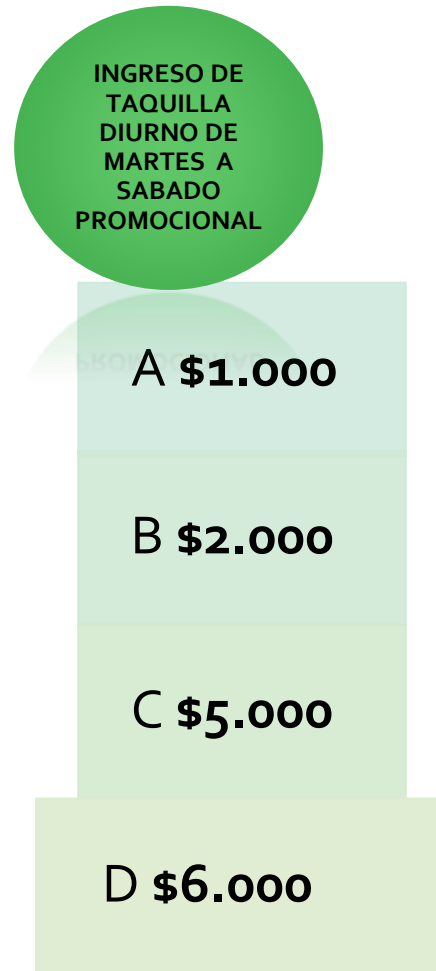 INGRESO DE
TAQUILLA
DIURNO DE
MARTES A
SABADO
PROMOCIONAL
A $1.000
B $2.000
C $5.000
D $6.000